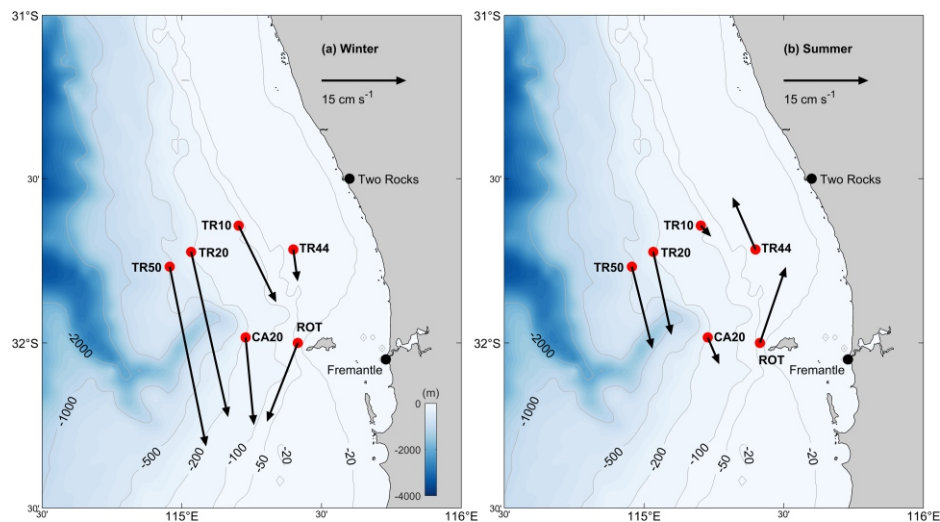 31°S
30'
32°S
30'
115°E
30'
116°E
(a) Winter
15 cm s⁻¹
Two Rocks
TR10
TR44
TR20
TR50
CA20
ROT
Fremantle
-2000
-1000
-500
-200
-100
-50
-20
-20
(m)
0
-2000
-4000
31°S
30'
32°S
30'
115°E
30'
116°E
(b) Summer
15 cm s⁻¹
Two Rocks
TR10
TR44
TR20
TR50
CA20
ROT
Fremantle
-2000
-1000
-500
-200
-100
-50
-20
-20